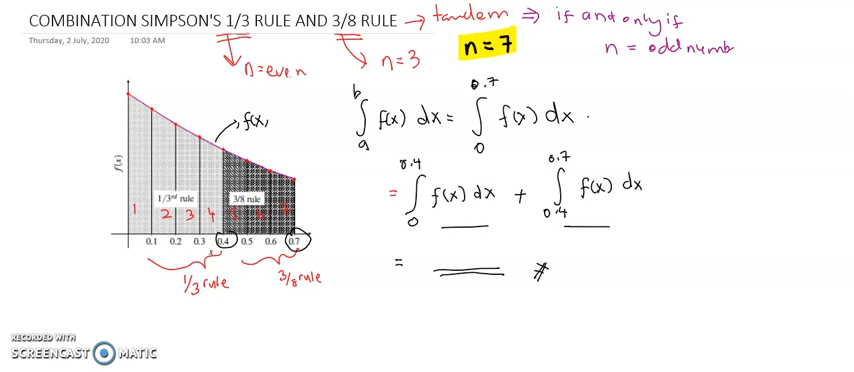 COMBINATION SIMPSON'S 1/3 RULE AND 3/8 RULE → tandem ⇒ if and only if
n = odd numb
Thursday, 2 July, 2020 10:03 AM
n = 7
n = even
n = 3
f(x)
f(x)
1/3rd rule 3/8 rule
1 2 3 4 5 6 7
0.1 0.2 0.3 0.4 0.5 0.6 0.7
x
1/3 rule 3/8 rule
∫ₐᵇ f(x) dx = ∫₀^0.7 f(x) dx .
= ∫₀^0.4 f(x) dx + ∫_0.4^0.7 f(x) dx
= #
RECORDED WITH
SCREENCAST MATIC